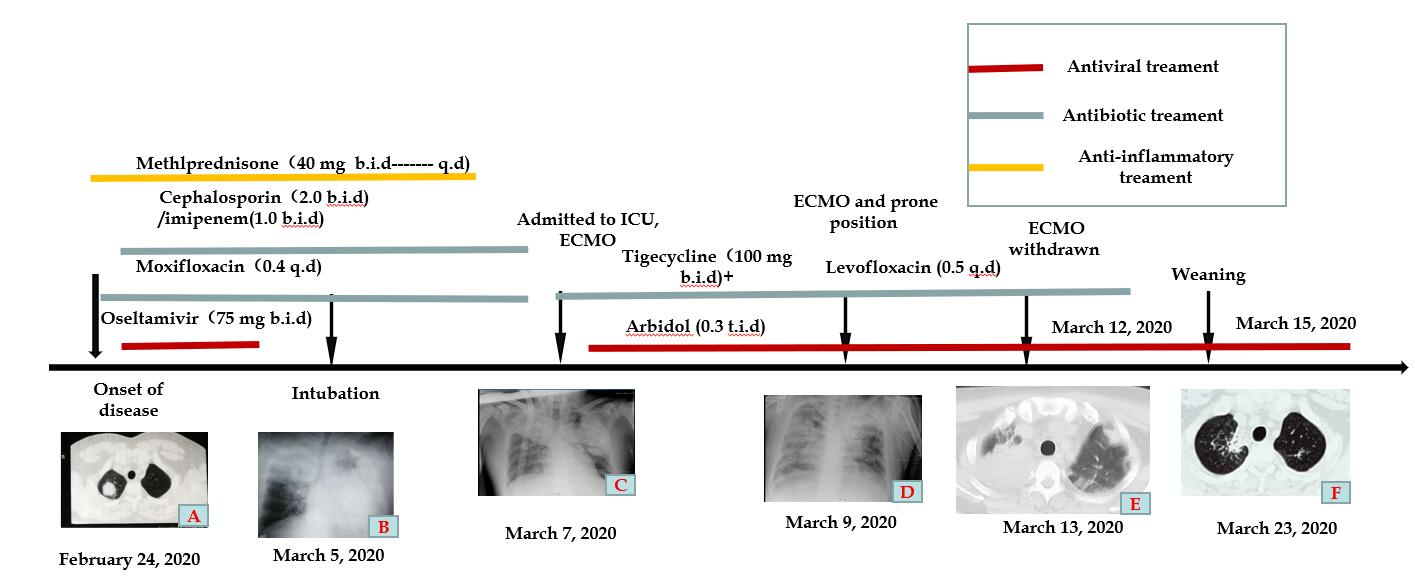 Antiviral treament
Antibiotic treament
Anti-inflammatory
treament
Methlprednisone（40 mg b.i.d------- q.d)
Cephalosporin（2.0 b.i.d)
/imipenem(1.0 b.i.d)
Moxifloxacin（0.4 q.d)
Oseltamivir（75 mg b.i.d)
Admitted to ICU,
ECMO
Tigecycline（100 mg
b.i.d)+
Levofloxacin (0.5 q.d)
Arbidol (0.3 t.i.d)
ECMO and prone
position
ECMO
withdrawn
Weaning
March 12, 2020
March 15, 2020
Onset of
disease
Intubation
A
B
C
D
E
F
February 24, 2020
March 5, 2020
March 7, 2020
March 9, 2020
March 13, 2020
March 23, 2020